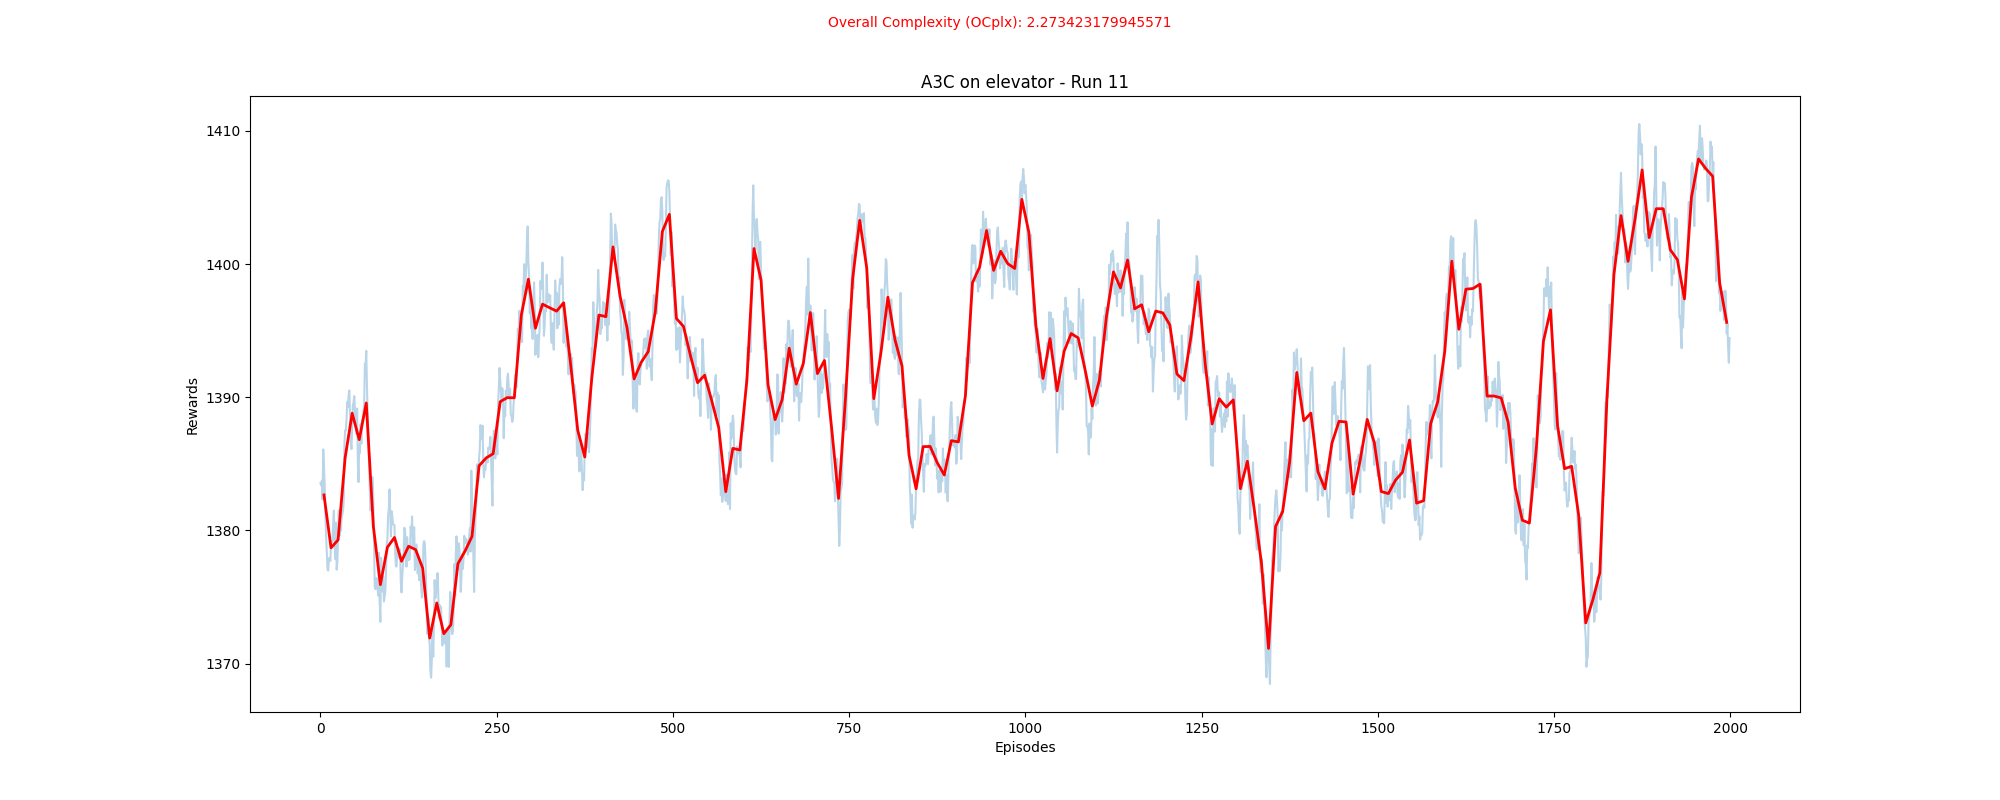 Overall Complexity (OCplx): 2.273423179945571
A3C on elevator - Run 11
1410
1400
1390
1380
1370
Rewards
0 250 500 750 1000 1250 1500 1750 2000
Episodes